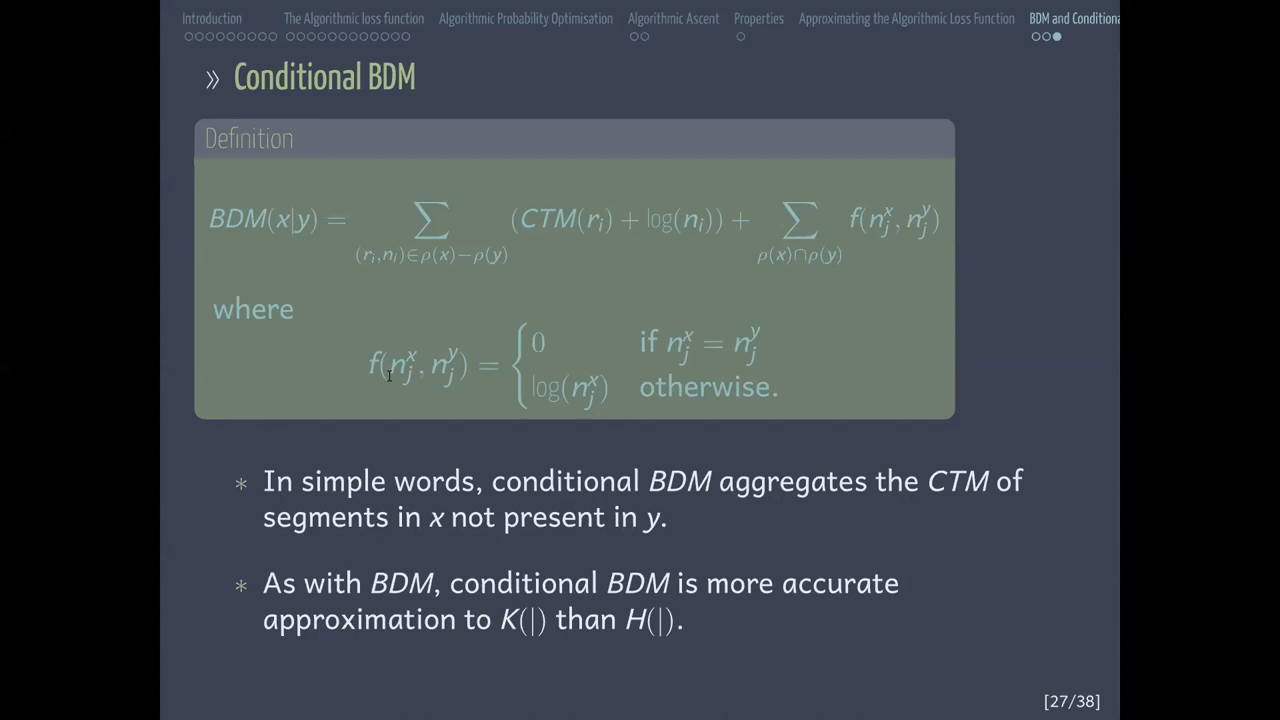 Introduction The Algorithmic loss function Algorithmic Probability Optimisation Algorithmic Ascent Properties Approximating the Algorithmic Loss Function BDM and Conditiona
» Conditional BDM
Definition
BDM(x|y) = ∑_{(r_i,n_i)∈ρ(x)−ρ(y)} (CTM(r_i) + log(n_i)) + ∑_{ρ(x)∩ρ(y)} f(n_j^x, n_j^y)
where
f(n_j^x, n_j^y) = { 0 if n_j^x = n_j^y
log(n_j^x) otherwise.
* In simple words, conditional BDM aggregates the CTM of
segments in x not present in y.
* As with BDM, conditional BDM is more accurate
approximation to K(|) than H(|).
[27/38]